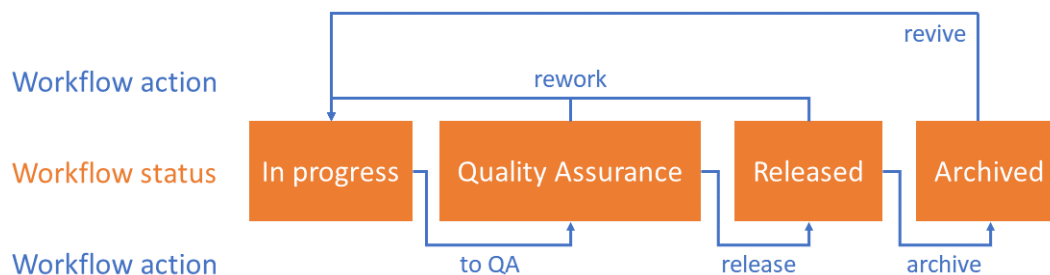 revive
Workflow action
rework
Workflow status
In progress
Quality Assurance
Released
Archived
Workflow action
to QA
release
archive